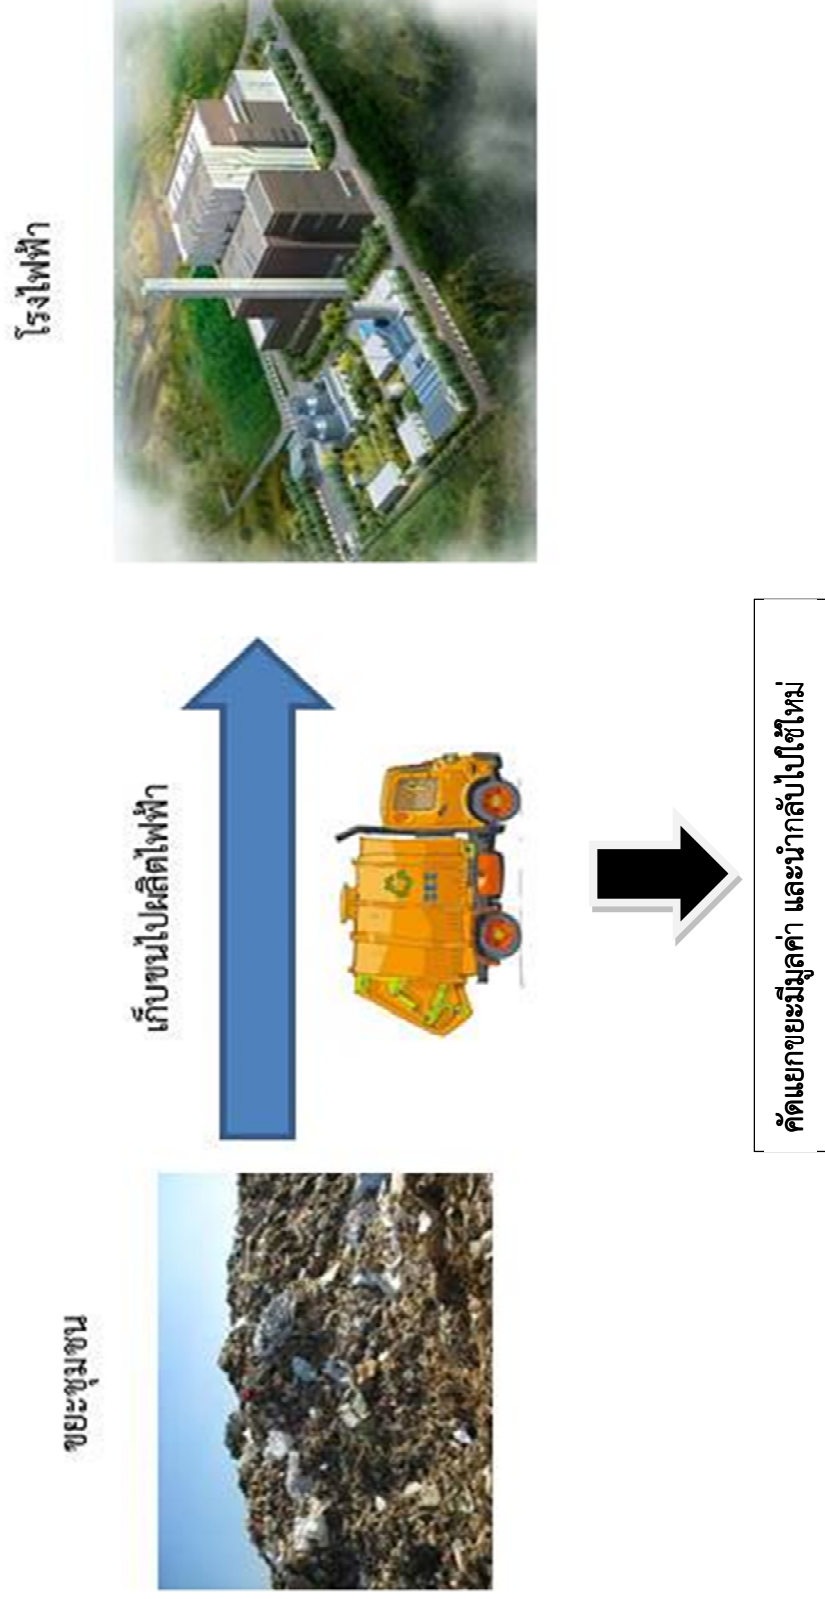 ขยะชุมชน
เก็บขนไปผลิตไฟฟ้า
โรงไฟฟ้า
คัดแยกขยะมีมูลค่า และนำกลับไปใช้ใหม่